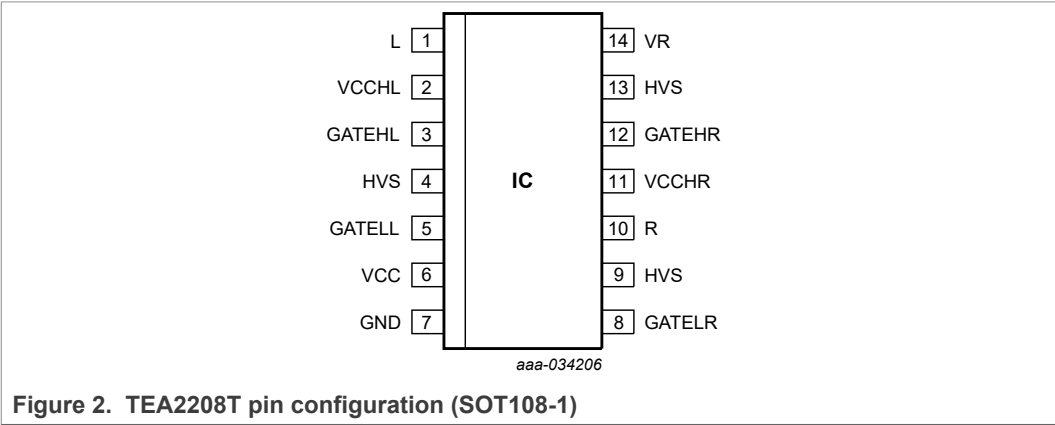 L 1 14 VR
VCCHL 2 13 HVS
GATEHL 3 12 GATEHR
HVS 4 IC 11 VCCHR
GATELL 5 10 R
VCC 6 9 HVS
GND 7 8 GATELR
aaa-034206
Figure 2. TEA2208T pin configuration (SOT108-1)